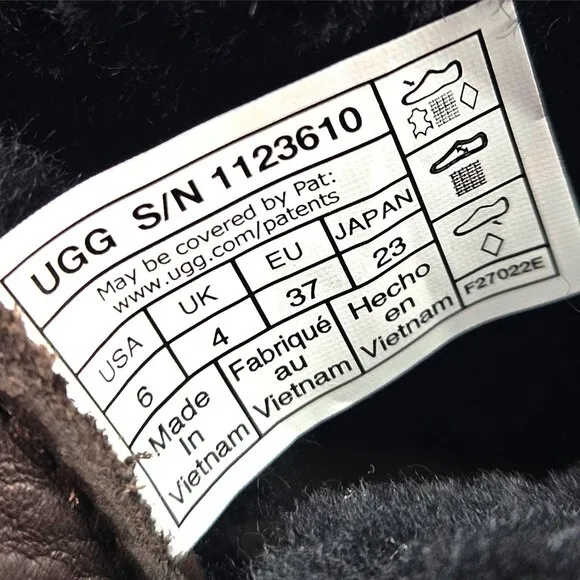 UGG S/N 1123610
May be covered by Pat:
www.ugg.com/patents
USA UK EU JAPAN
6 4 37 23
Made In Vietnam
Fabriqué au Vietnam
Hecho en Vietnam
F27022E